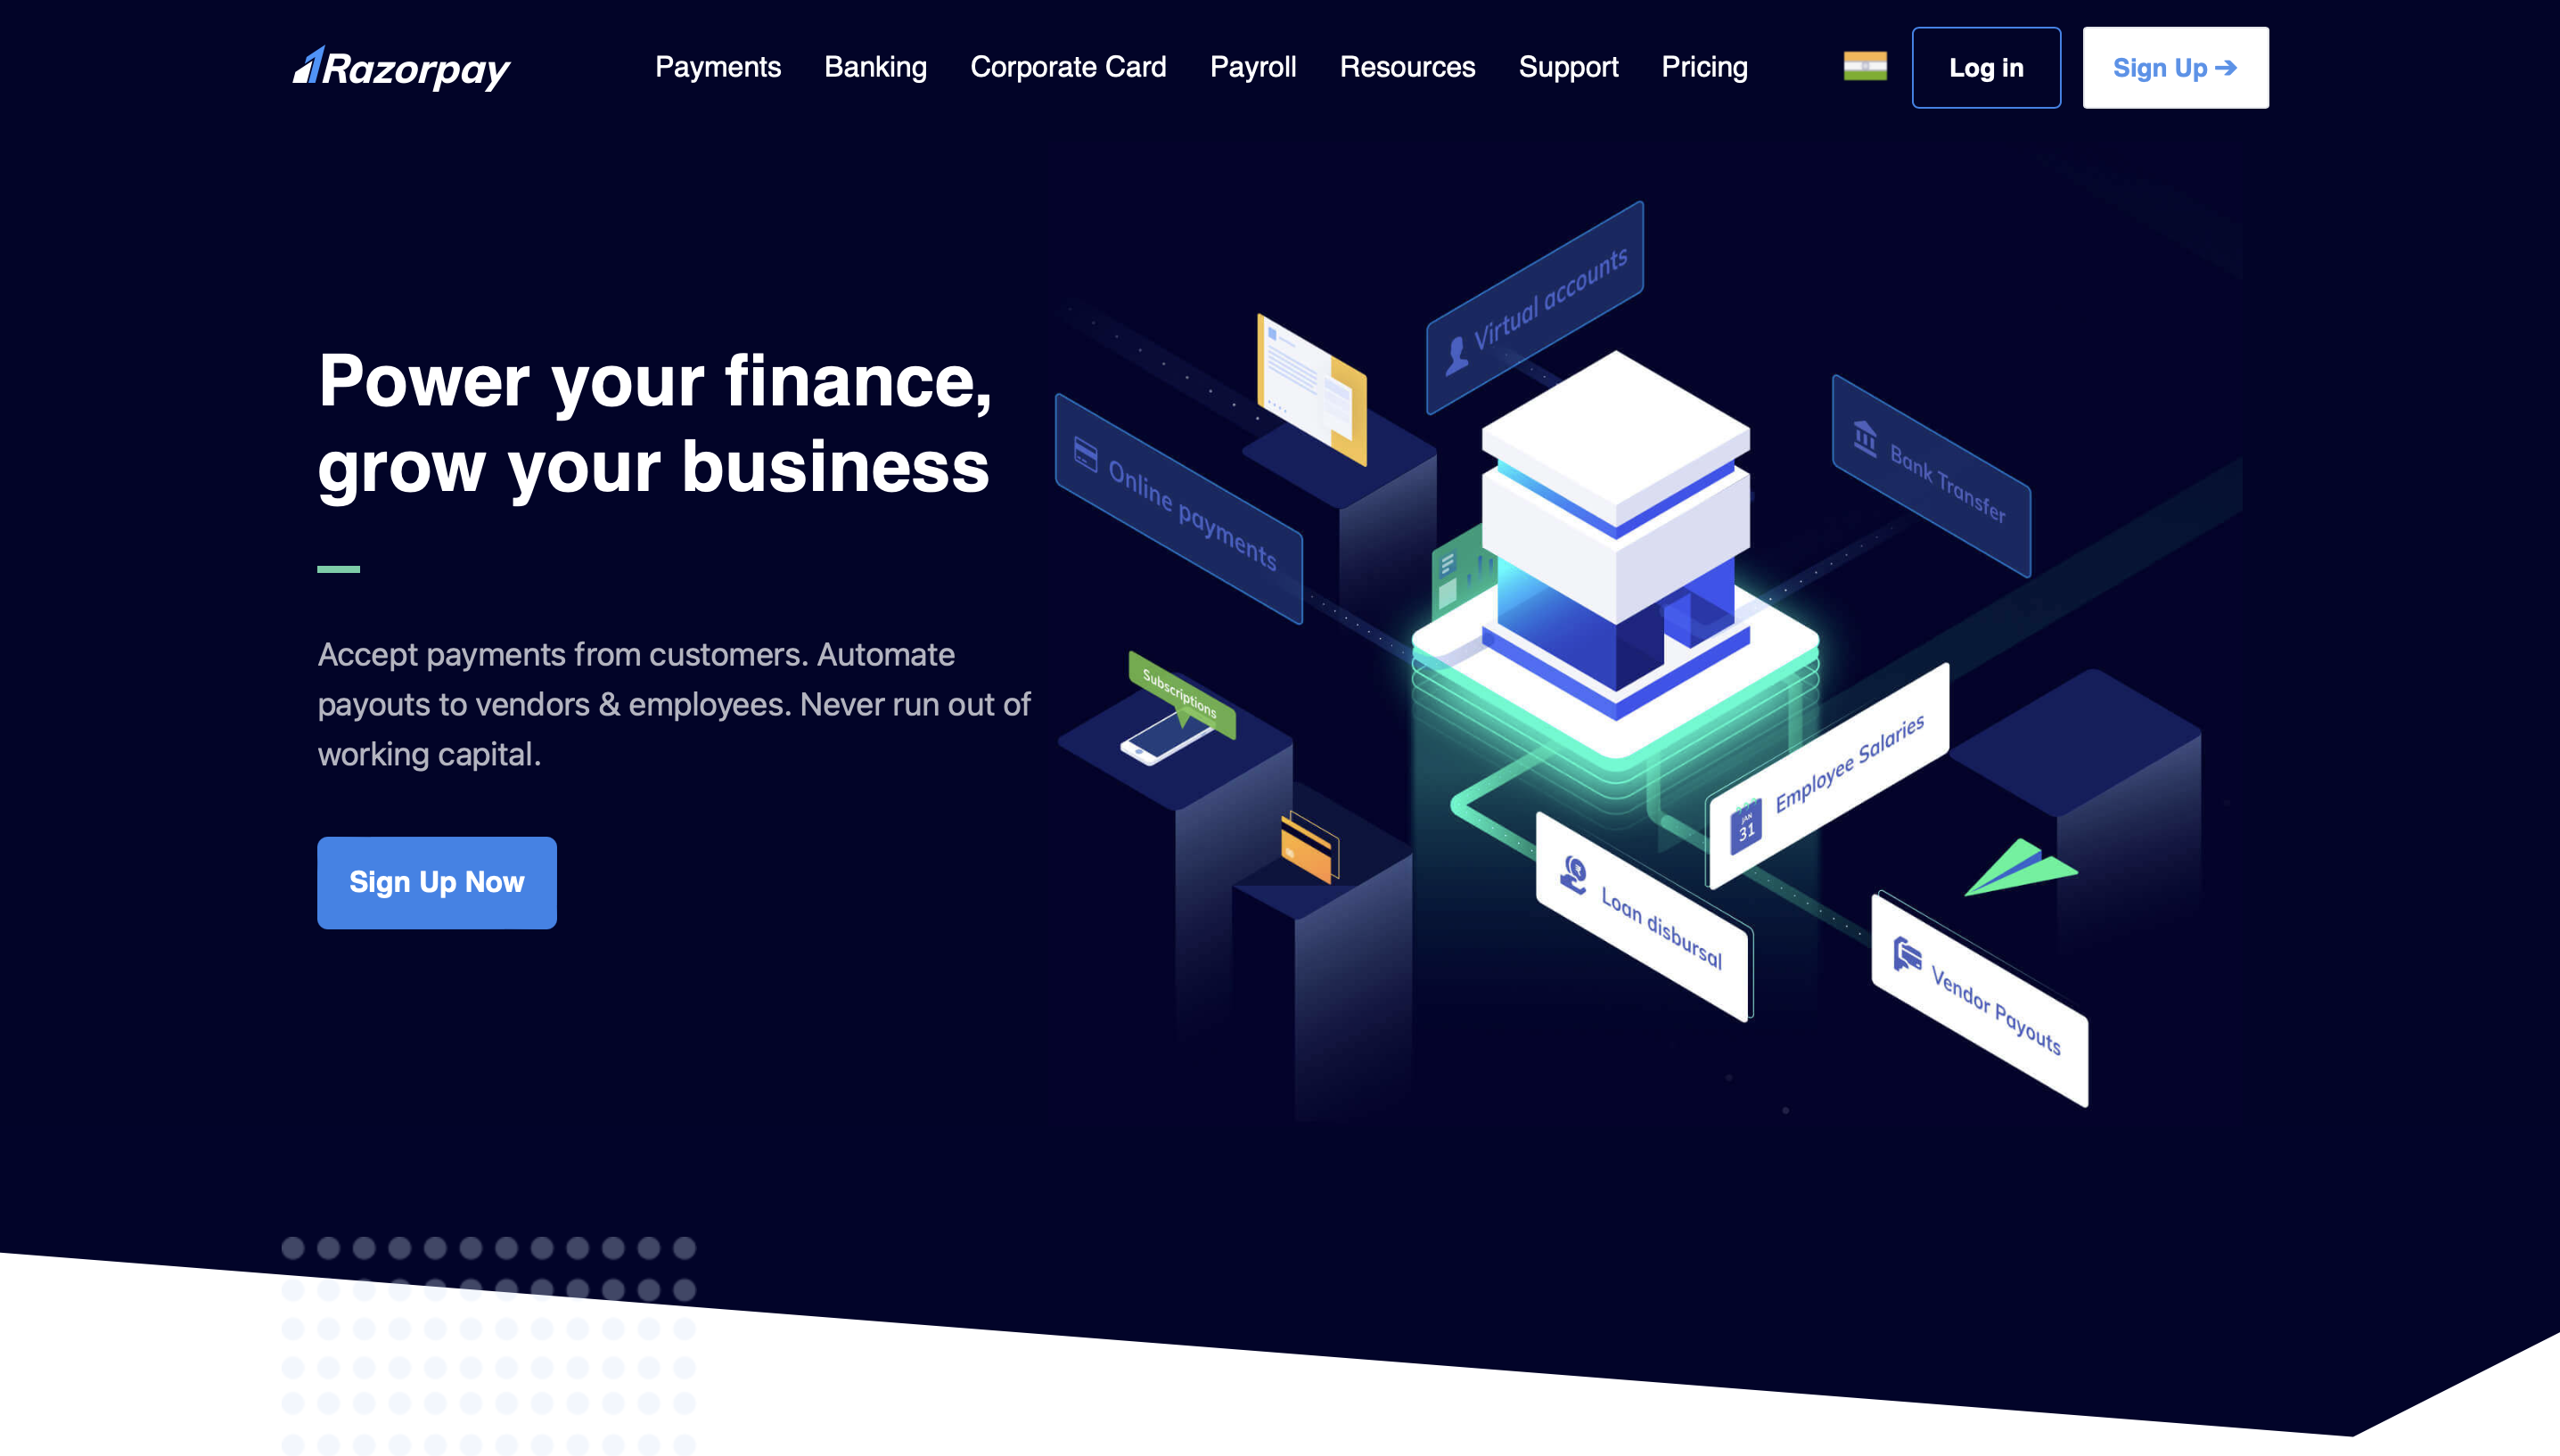 Razorpay
Payments
Banking
Corporate Card
Payroll
Resources
Support
Pricing
Log in
Sign Up →
Power your finance,
grow your business
Accept payments from customers. Automate
payouts to vendors & employees. Never run out of
working capital.
Sign Up Now
Virtual accounts
Online payments
Bank Transfer
Subscriptions
JAN
31
Employee Salaries
Loan disbursal
Vendor Payouts